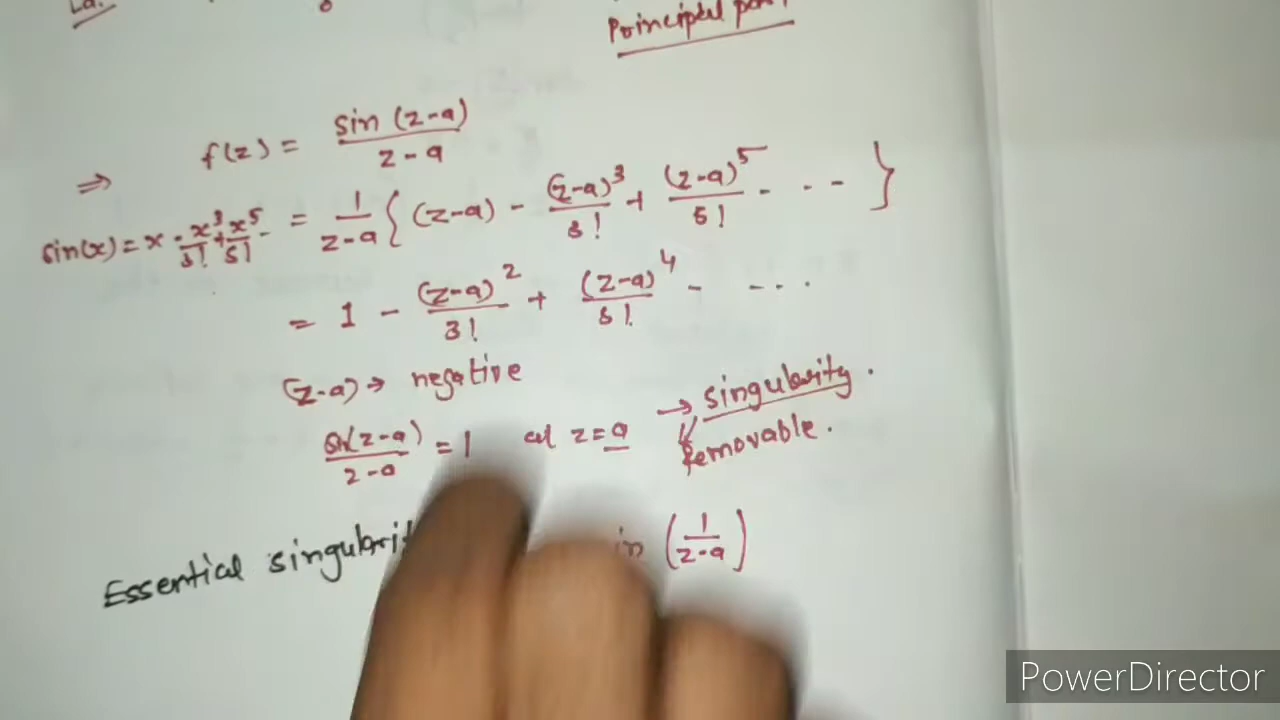 Principal part
⇒ f(z) = sin (z-a) / z-a
sin(x) = x - x³/3! + x⁵/5! - = 1/z-a { (z-a) - (z-a)³/3! + (z-a)⁵/5! - - - - }
= 1 - (z-a)²/3! + (z-a)⁴/5! - - - -
(z-a) → negative
sin(z-a) / z-a = 1 at z=a → singularity.
Removable.
Essential singularit (1/z-a)
PowerDirector